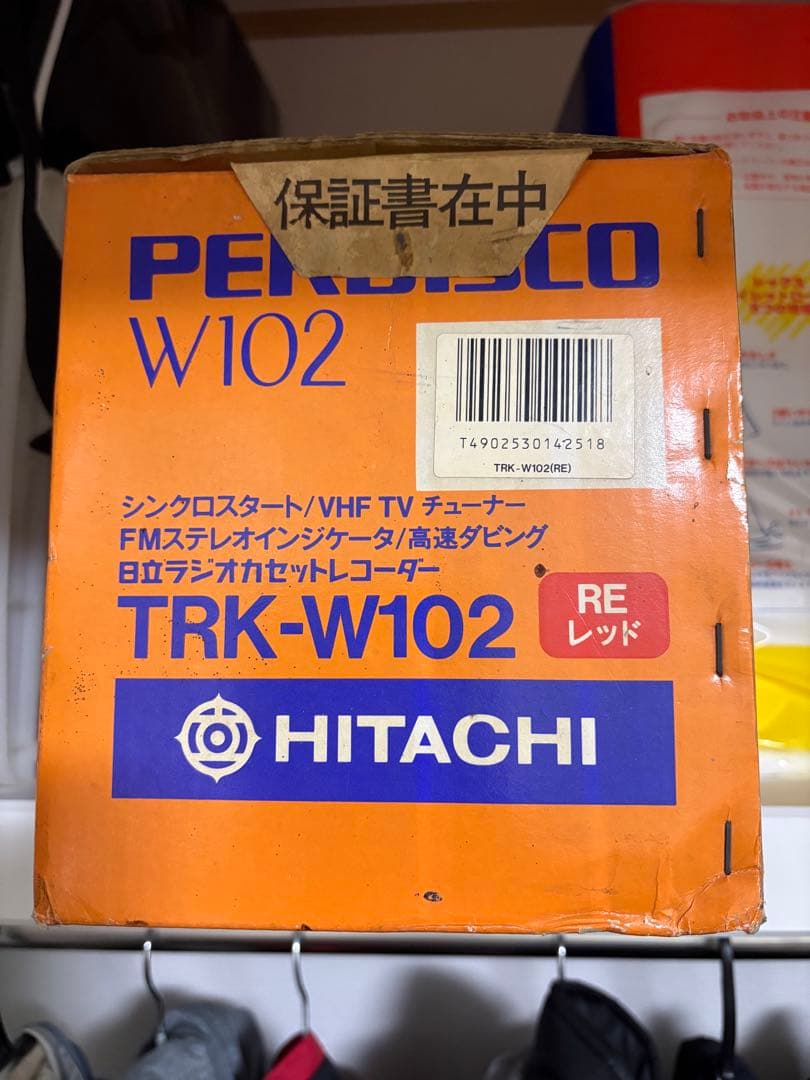 保証書在中
PERDISCO
W102
T4902530142518
TRK-W102(RE)
シンクロスタート/VHF TV チューナー
FMステレオインジケータ/高速ダビング
日立ラジオカセットレコーダー
TRK-W102
RE
レッド
HITACHI